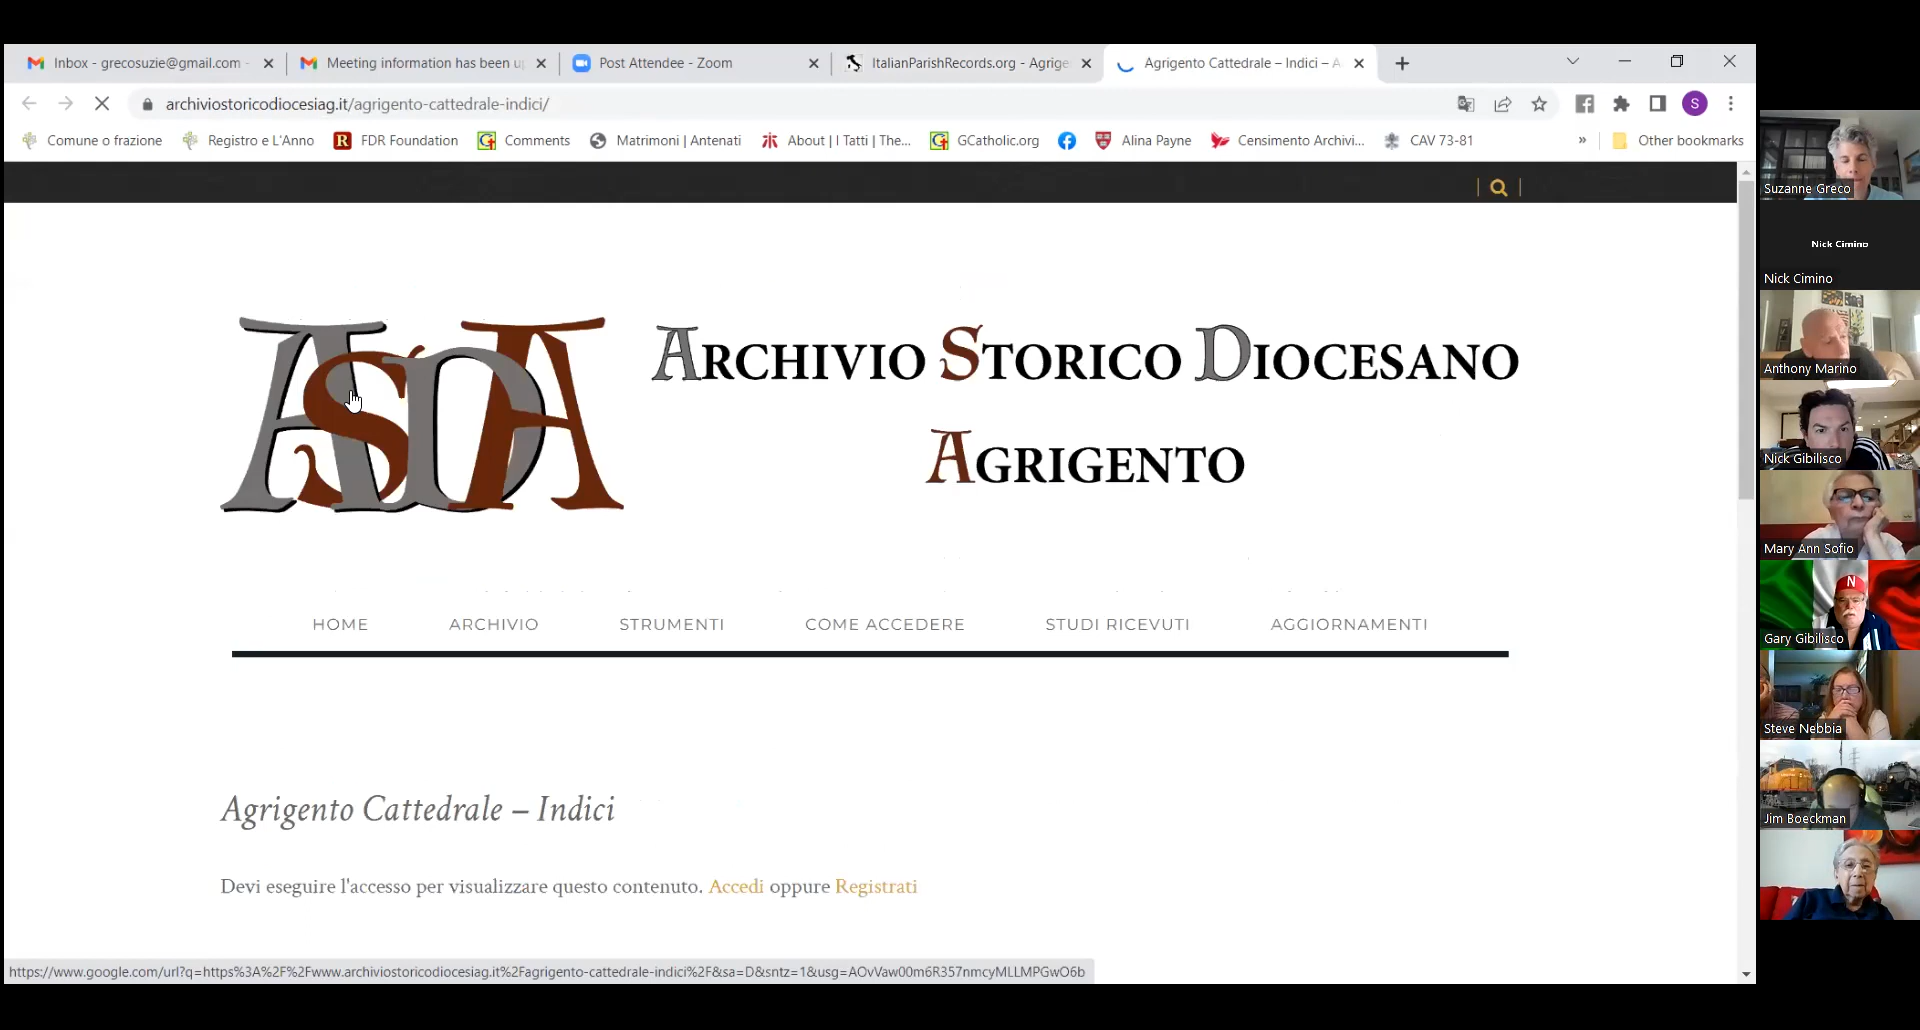 Inbox - grecosuzie@gmail.com -
Meeting information has been u
Post Attendee - Zoom
ItalianParishRecords.org - Agrige
Agrigento Cattedrale – Indici – A
archiviostoricodiocesiag.it/agrigento-cattedrale-indici/
S
Comune o frazione
Registro e L'Anno
R
FDR Foundation
Comments
Matrimoni | Antenati
About | I Tatti | The...
GCatholic.org
Alina Payne
Censimento Archivi...
CAV 73-81
»
Other bookmarks
ASDA
ARCHIVIO STORICO DIOCESANO
AGRIGENTO
HOME
ARCHIVIO
STRUMENTI
COME ACCEDERE
STUDI RICEVUTI
AGGIORNAMENTI
Agrigento Cattedrale – Indici
Devi eseguire l'accesso per visualizzare questo contenuto. Accedi oppure Registrati
https://www.google.com/url?q=https%3A%2F%2Fwww.archiviostoricodiocesiag.it%2Fagrigento-cattedrale-indici%2F&sa=D&sntz=1&usg=AOvVaw00m6R357nmcyMLLMPGwO6b
Suzanne Greco
Nick Cimino
Nick Cimino
Anthony Marino
Nick Gibilisco
Mary Ann Sofio
N
Gary Gibilisco
Steve Nebbia
Jim Boeckman